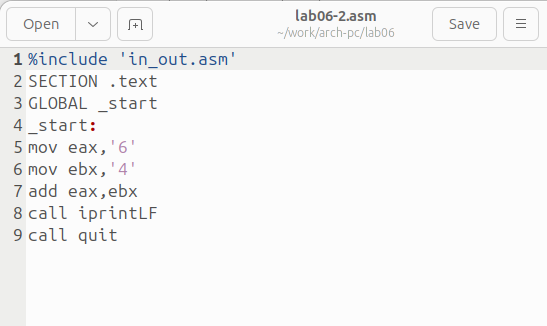 Open
lab06-2.asm
~/work/arch-pc/lab06
Save
1 %include 'in_out.asm'
2 SECTION .text
3 GLOBAL _start
4 _start:
5 mov eax,'6'
6 mov ebx,'4'
7 add eax,ebx
8 call iprintLF
9 call quit